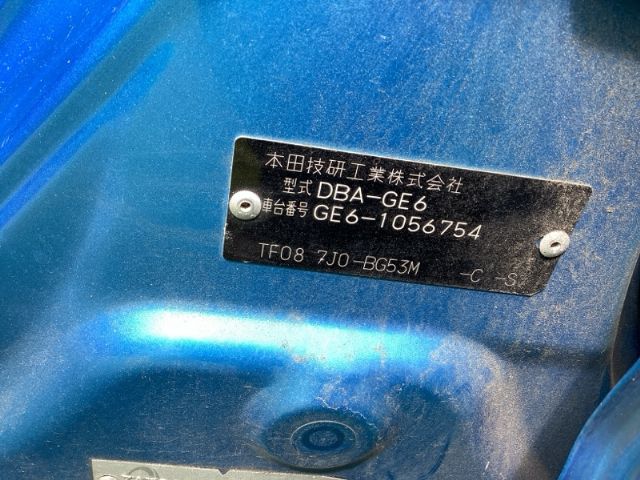 本田技研工業株式会社
型式 DBA-GE6
車台番号 GE6-1056754
TF08 7J0-BG53M -C -S